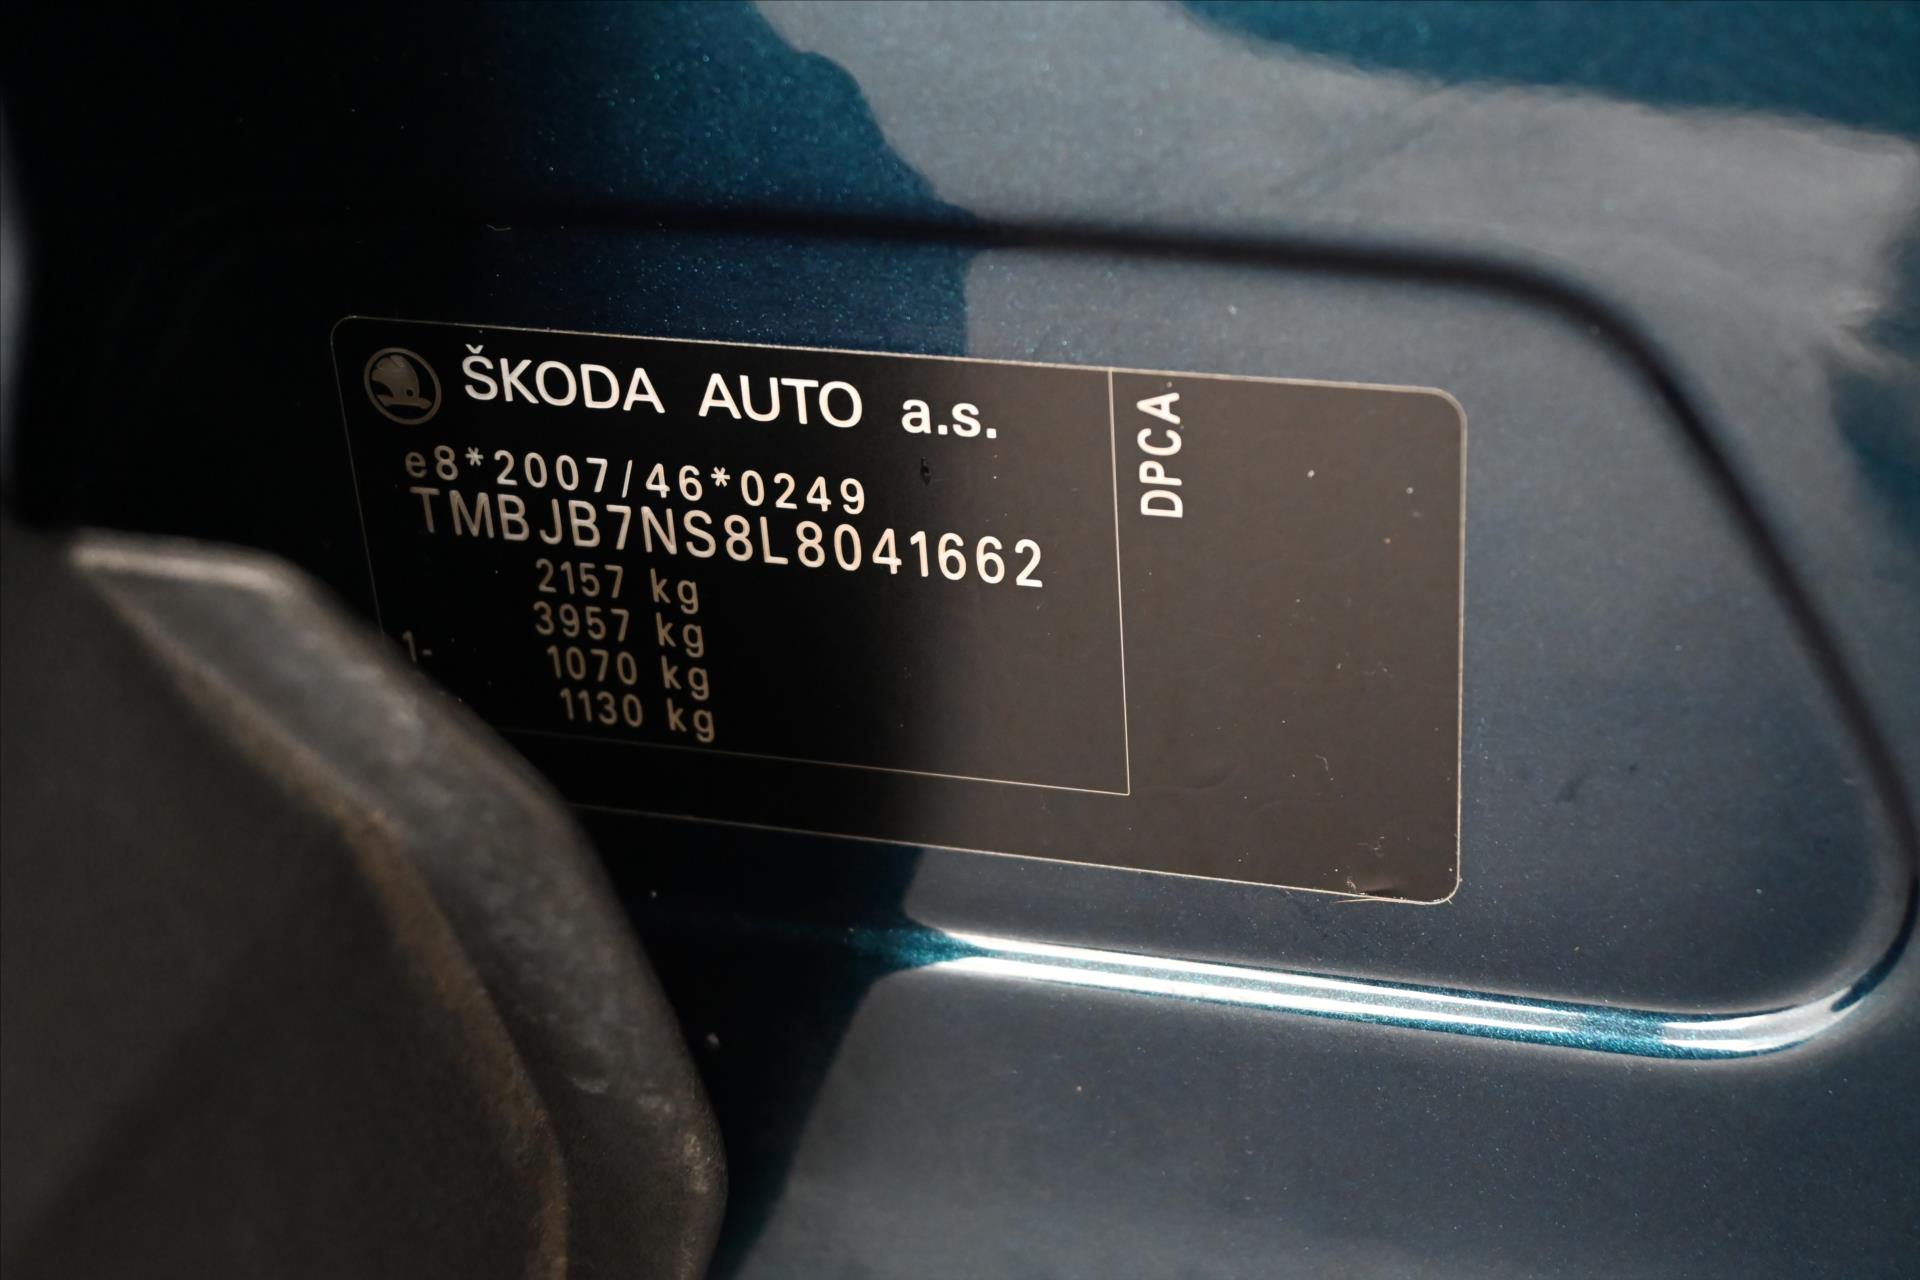 ŠKODA AUTO a.s.
e8*2007/46*0249
TMBJB7NS8L8041662
2157 kg
3957 kg
1- 1070 kg
1130 kg
DPCA